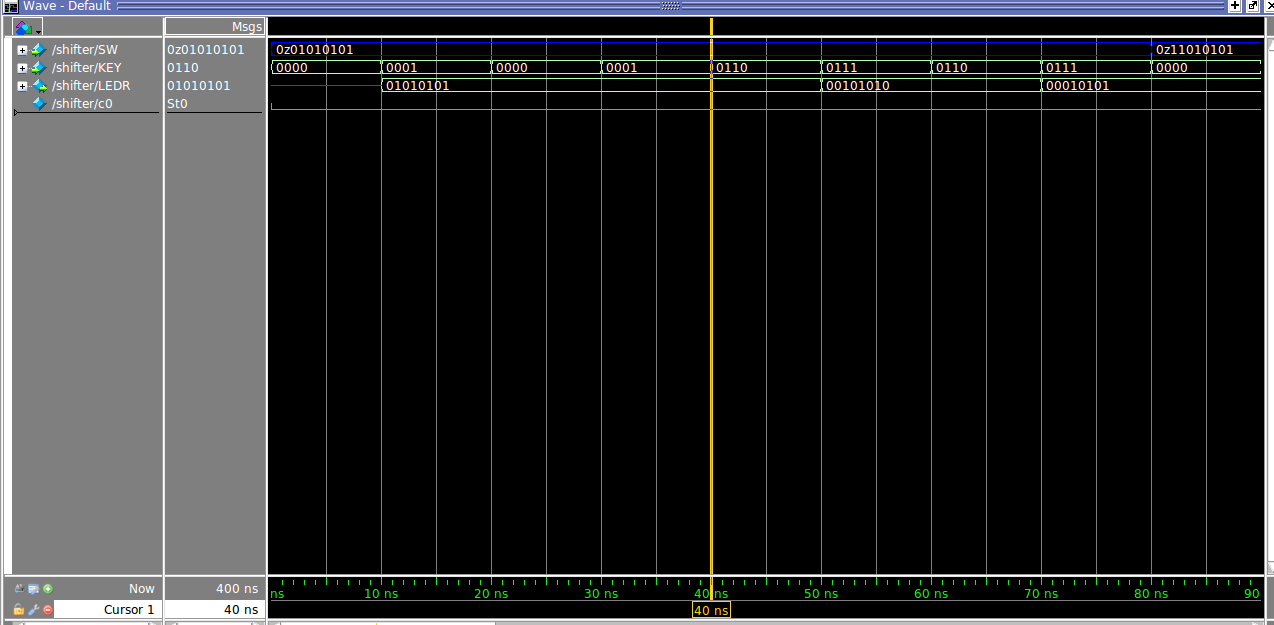 Wave - Default
Msgs
/shifter/SW 0z01010101 0z01010101 0z11010101
/shifter/KEY 0110 0000 0001 0000 0001 0110 0111 0110 0111 0000
/shifter/LEDR 01010101 01010101 00101010 00010101
/shifter/c0 St0
Now 400 ns ns 10 ns 20 ns 30 ns 40 ns 50 ns 60 ns 70 ns 80 ns 90
Cursor 1 40 ns 40 ns